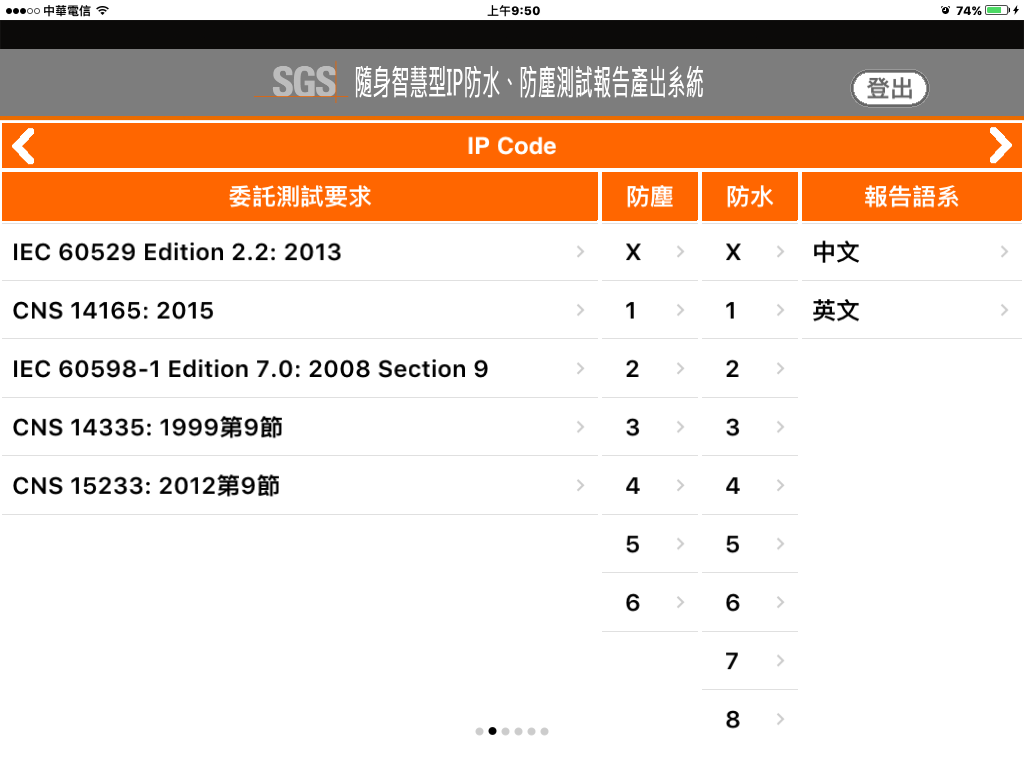 中華電信 上午9:50 74%
SGS 隨身智慧型IP防水、防塵測試報告產出系統 登出
IP Code
委託測試要求 防塵 防水 報告語系
IEC 60529 Edition 2.2: 2013 X X 中文
CNS 14165: 2015 1 1 英文
IEC 60598-1 Edition 7.0: 2008 Section 9 2 2
CNS 14335: 1999第9節 3 3
CNS 15233: 2012第9節 4 4
5 5
6 6
7
8